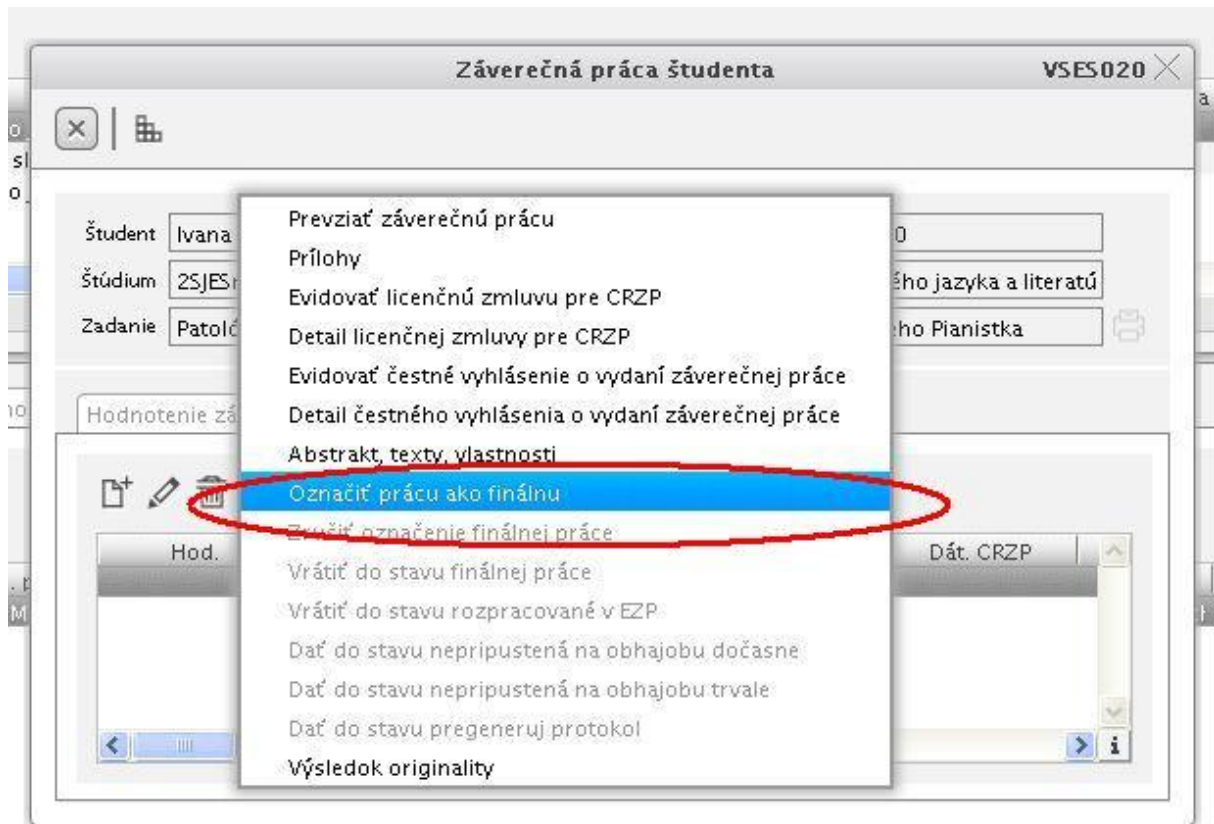 Záverečná práca študenta VSES020
Študent Ivana
Štúdium 2SJESr ého jazyka a literatú
Zadanie Patoló ho Pianistka
Hodnotenie zá
Prevziať záverečnú prácu
Prílohy
Evidovať licenčnú zmluvu pre CRZP
Detail licenčnej zmluvy pre CRZP
Evidovať čestné vyhlásenie o vydaní záverečnej práce
Detail čestného vyhlásenia o vydaní záverečnej práce
Abstrakt, texty, vlastnosti
Označiť prácu ako finálnu
Zrušiť označenie finálnej práce
Vrátiť do stavu finálnej práce
Vrátiť do stavu rozpracované v EZP
Dať do stavu nepripustená na obhajobu dočasne
Dať do stavu nepripustená na obhajobu trvale
Dať do stavu pregeneruj protokol
Výsledok originality
Hod. Dát. CRZP